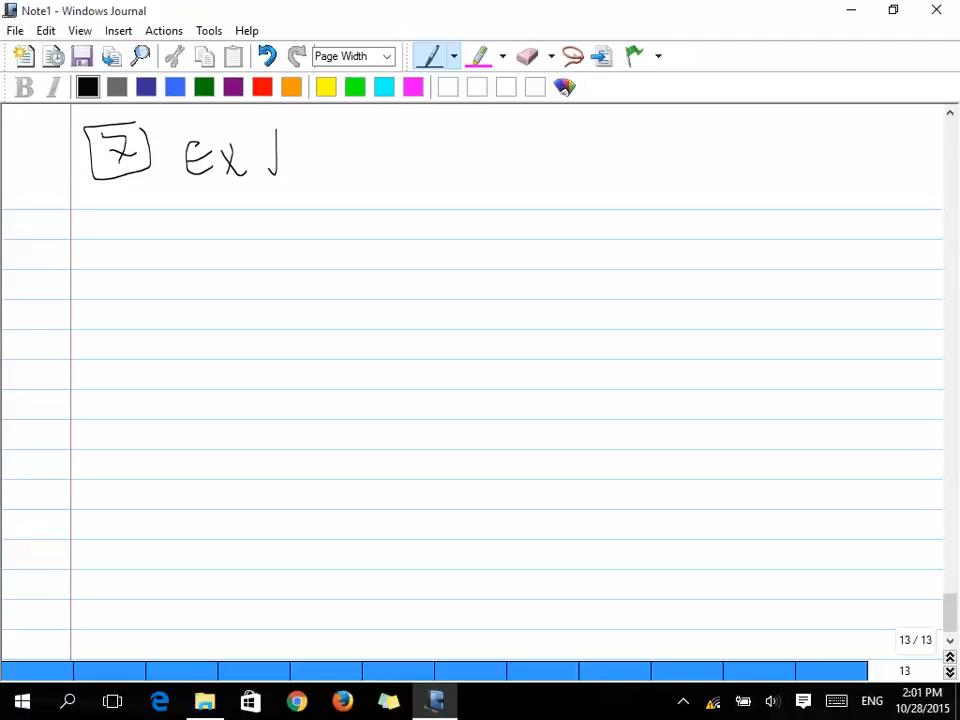 Note1 - Windows Journal
File Edit View Insert Actions Tools Help
Page Width
B I
7 Ex
13 / 13
13
ENG
2:01 PM
10/28/2015